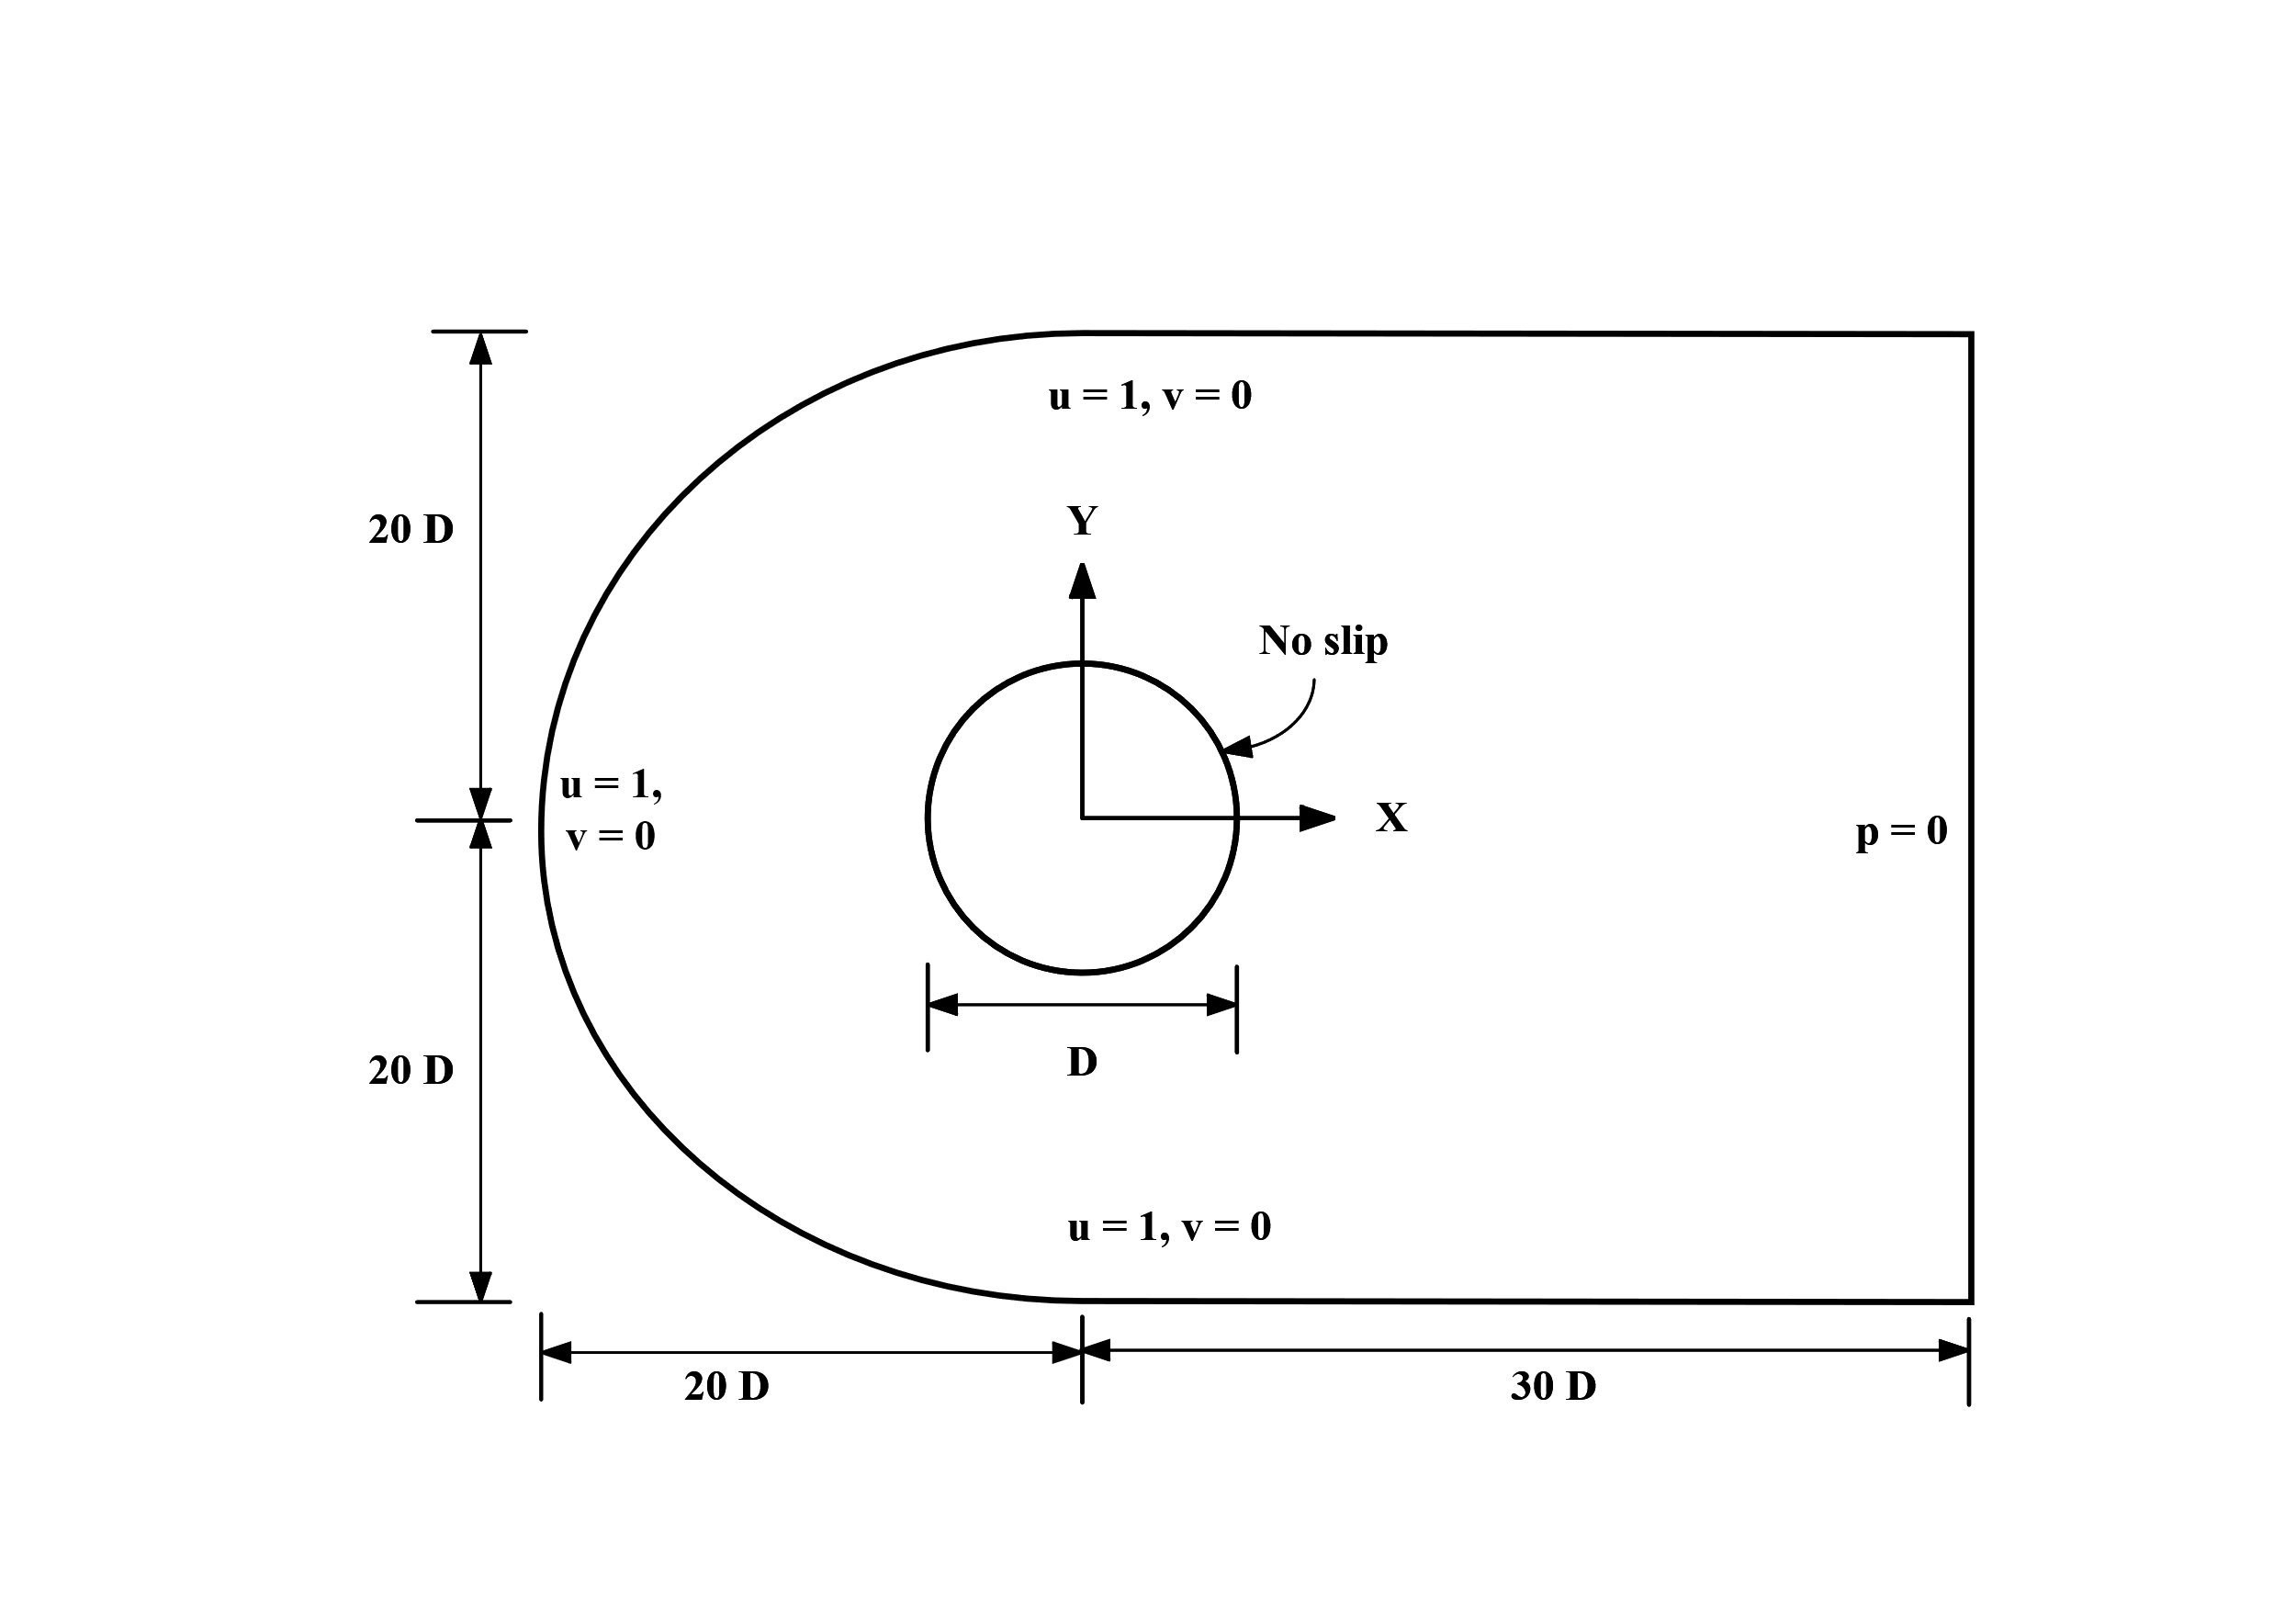 u = 1, v = 0
Y
20 D
No slip
u = 1,
v = 0
X
p = 0
D
20 D
u = 1, v = 0
20 D
30 D